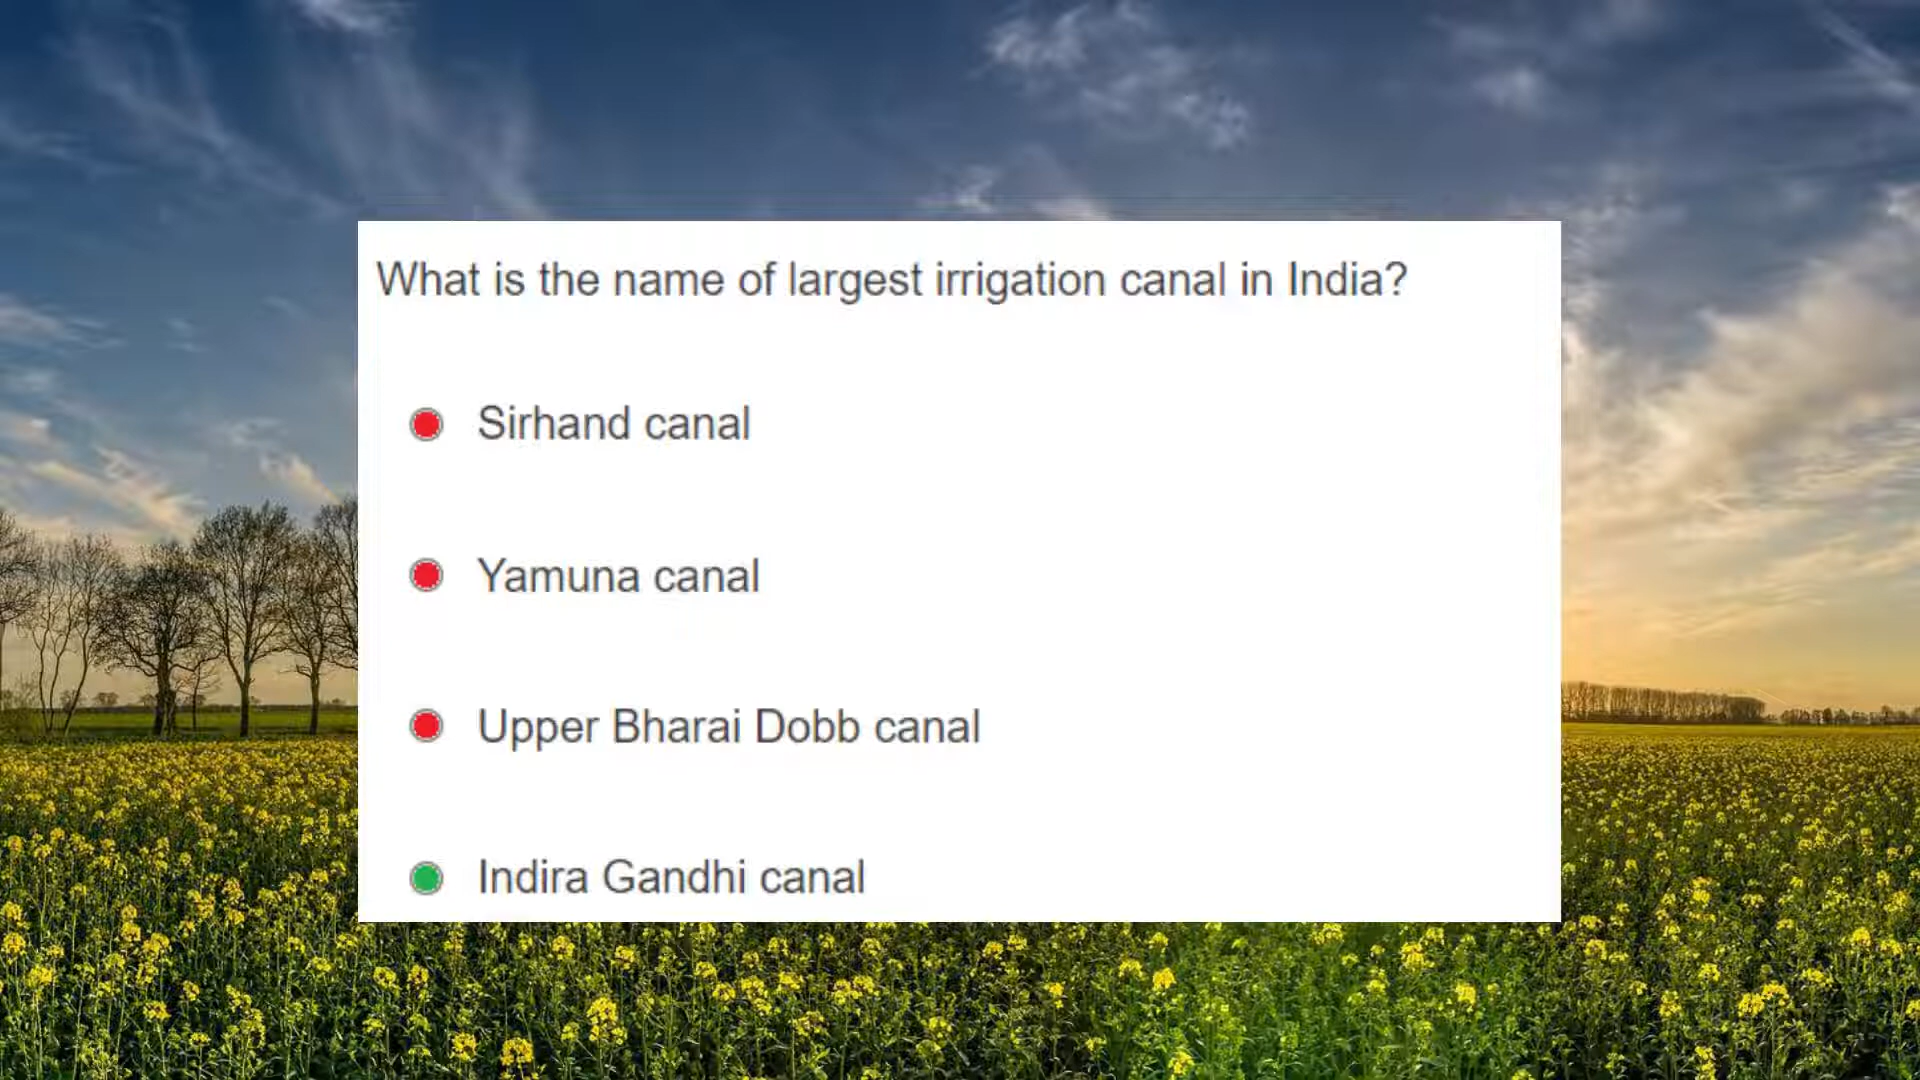 What is the name of largest irrigation canal in India?
Sirhand canal
Yamuna canal
Upper Bharai Dobb canal
Indira Gandhi canal